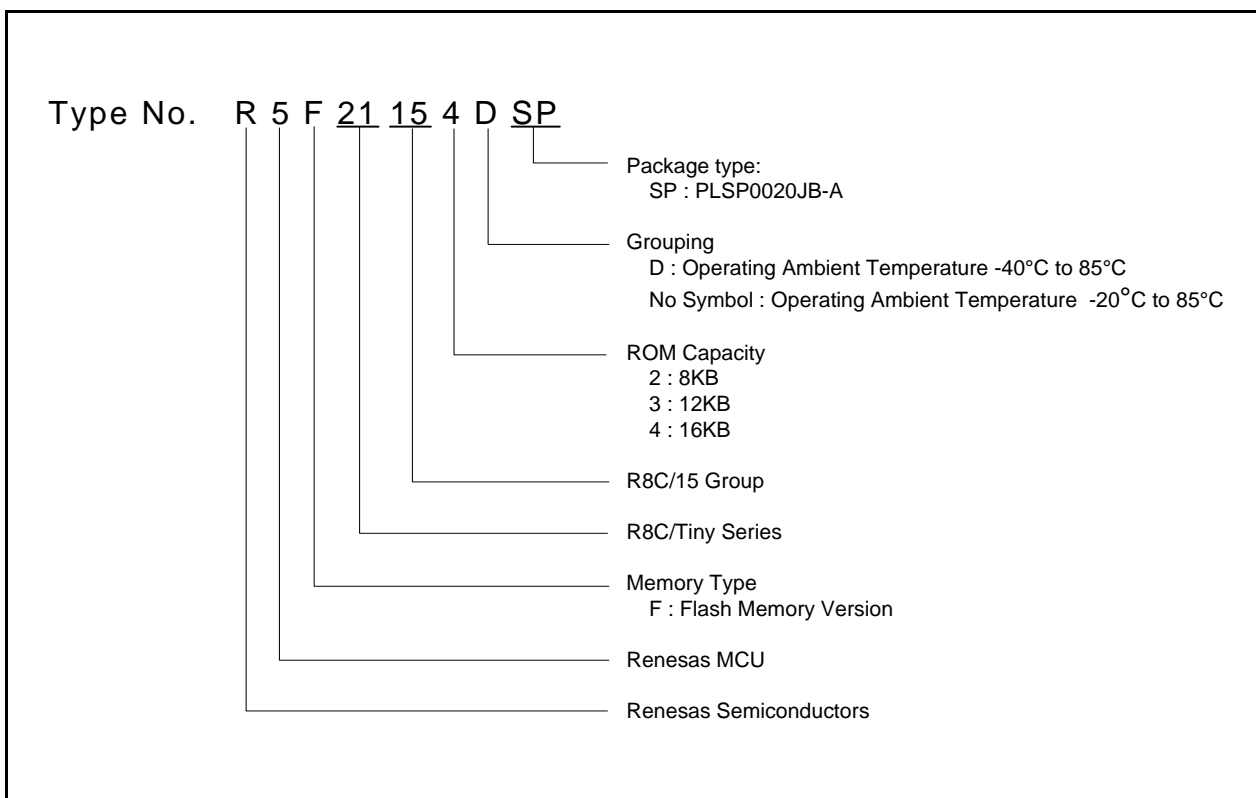 Type No. R 5 F 21 15 4 D SP
Package type:
SP : PLSP0020JB-A
Grouping
D : Operating Ambient Temperature -40°C to 85°C
No Symbol : Operating Ambient Temperature -20°C to 85°C
ROM Capacity
2 : 8KB
3 : 12KB
4 : 16KB
R8C/15 Group
R8C/Tiny Series
Memory Type
F : Flash Memory Version
Renesas MCU
Renesas Semiconductors